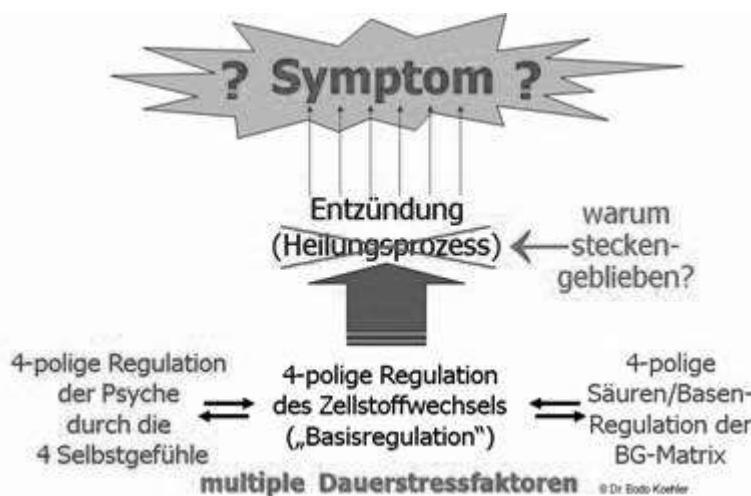 ? Symptom ?
Entzündung
(Heilungsprozess)
warum
stecken-
geblieben?
4-polige Regulation
der Psyche
durch die
4 Selbstgefühle
4-polige Regulation
des Zellstoffwechsels
(„Basisregulation“)
4-polige
Säuren/Basen-
Regulation der
BG-Matrix
multiple Dauerstressfaktoren
© Dr. Bodo Koehler